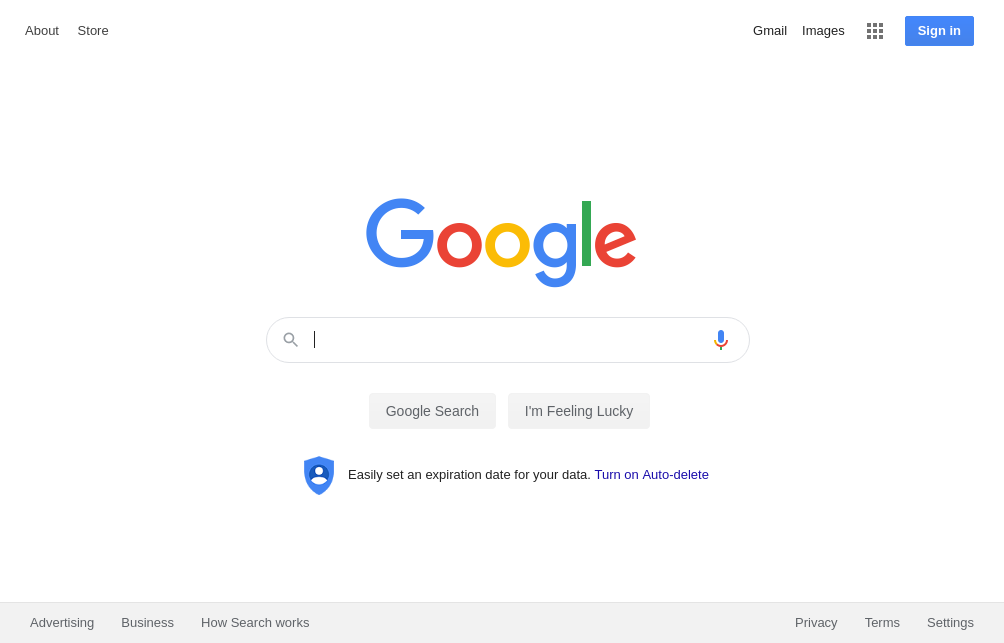 About Store
Gmail Images Sign in
Google
Google Search I'm Feeling Lucky
Easily set an expiration date for your data. Turn on Auto-delete
Advertising Business How Search works
Privacy Terms Settings